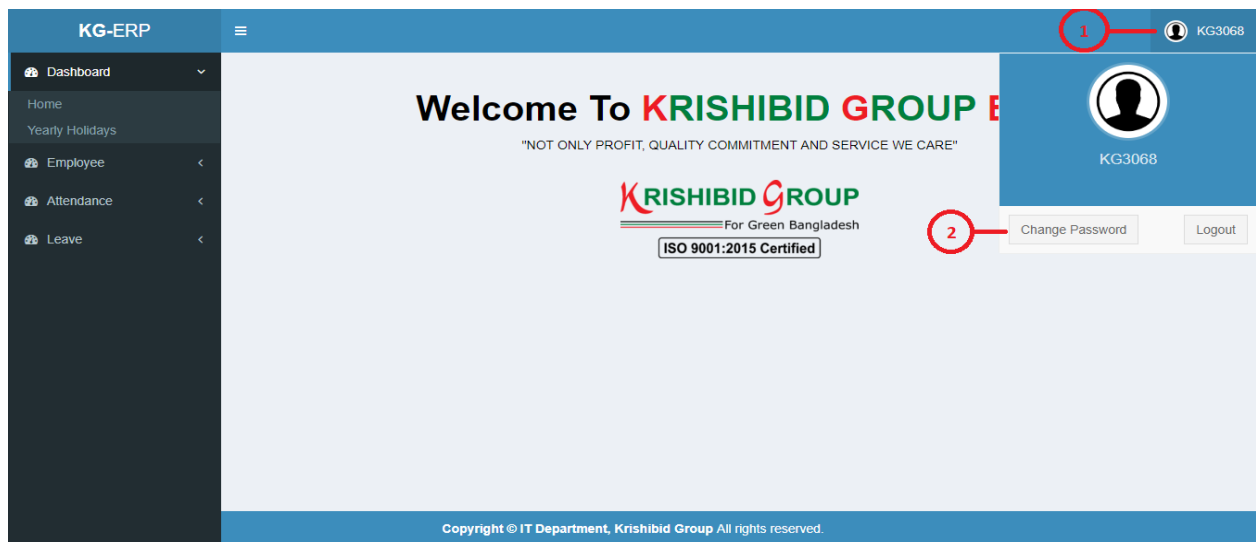 KG-ERP
1
KG3068
Dashboard
Home
Yearly Holidays
Employee
Attendance
Leave
Welcome To KRISHIBID GROUP E
"NOT ONLY PROFIT, QUALITY COMMITMENT AND SERVICE WE CARE"
KRISHIBID GROUP
For Green Bangladesh
ISO 9001:2015 Certified
KG3068
2
Change Password
Logout
Copyright © IT Department, Krishibid Group All rights reserved.